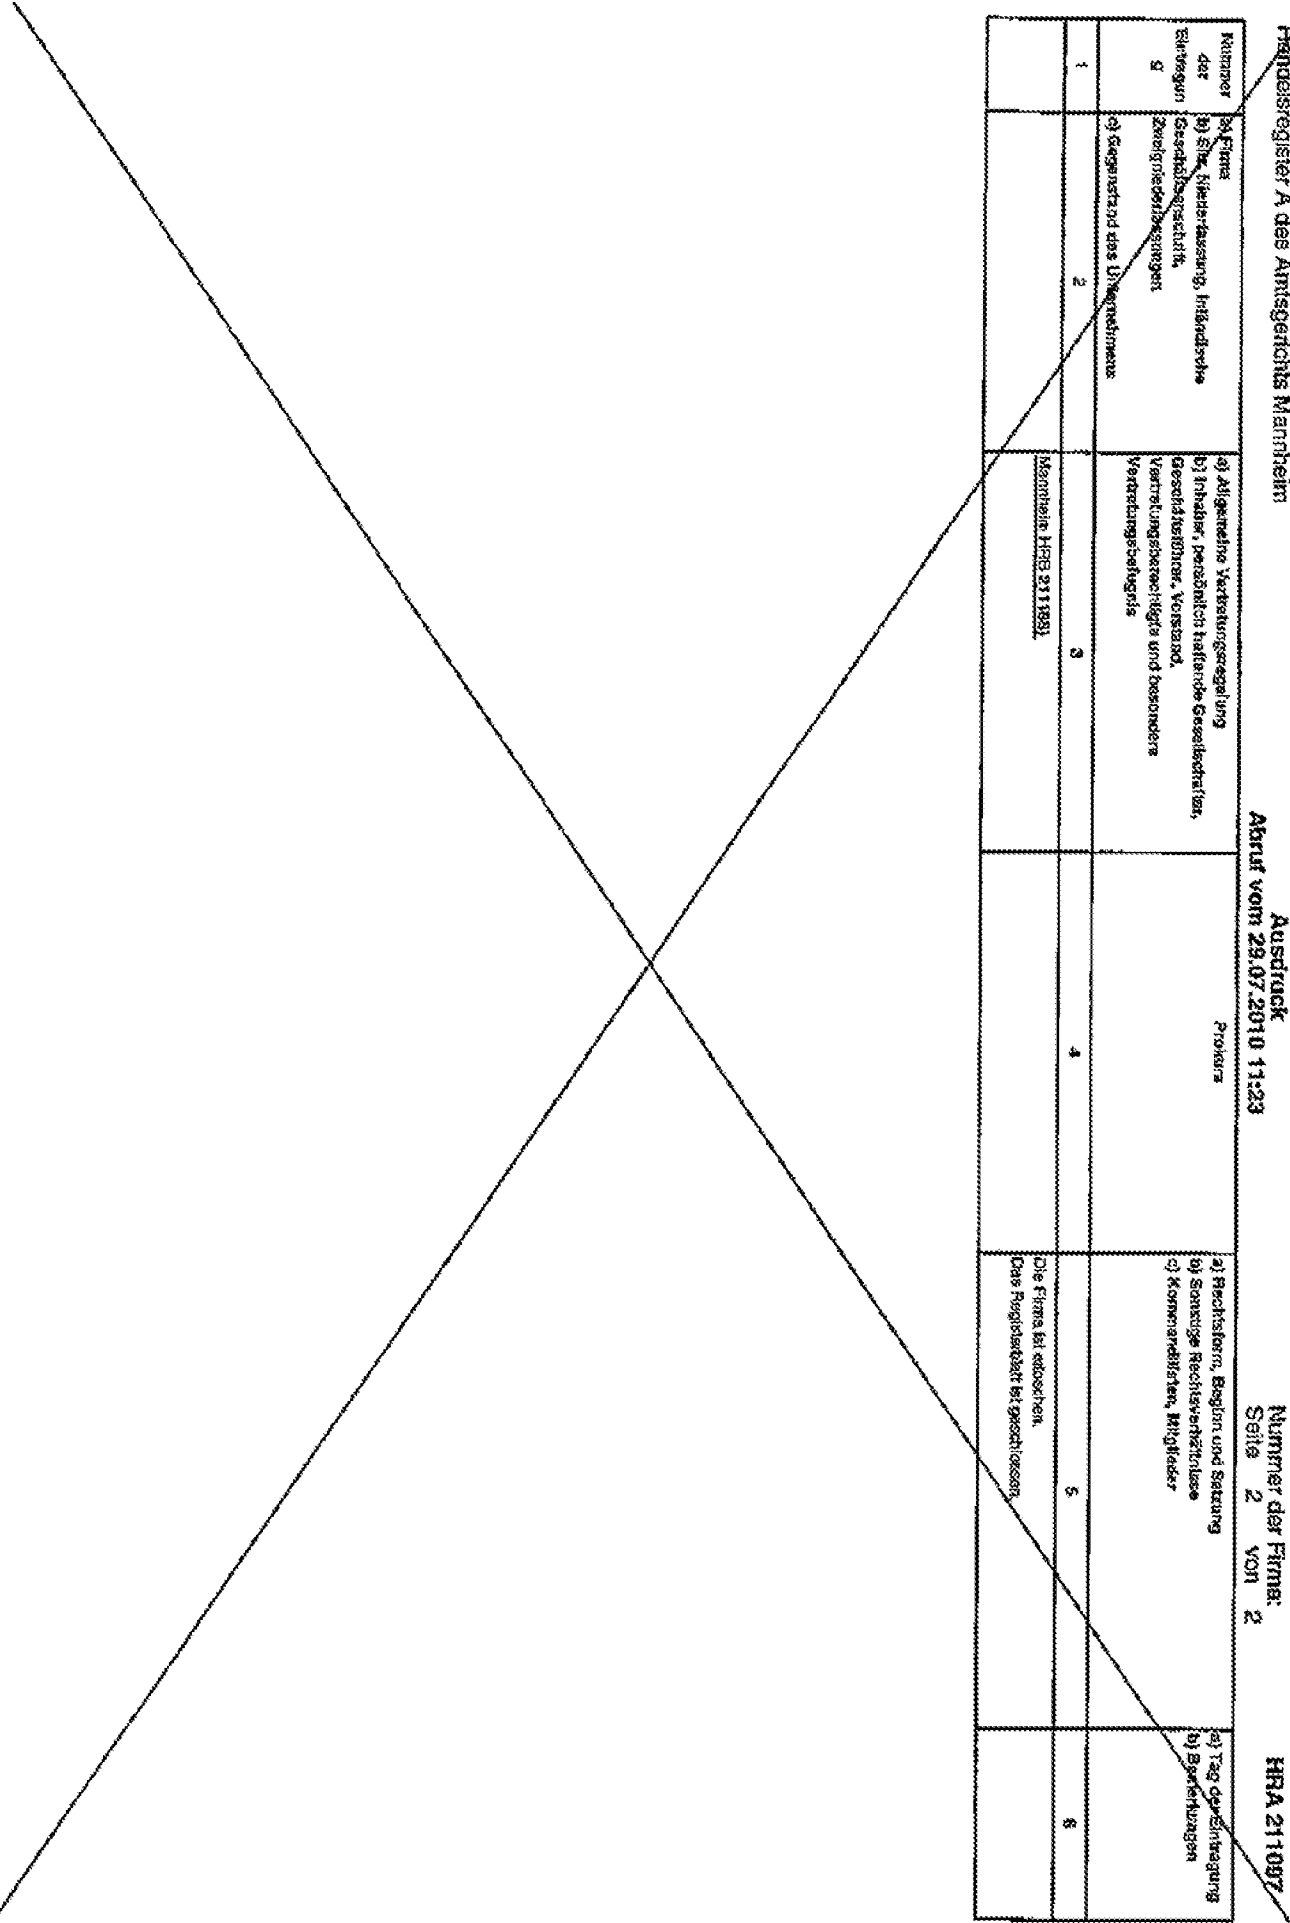 Handelsregister A des Amtsgerichts Mannheim
Ausdruck
Abruf vom 29.07.2010 11:23
Nummer der Firma:
Seite 2 von 2
HRA 211097
Nummer
der
Eintragun
g
a) Firma
b) Sitz, Niederlassung, inländische
Geschäftsanschrift,
Zweigniederlassungen
c) Gegenstand des Unternehmens
a) Allgemeine Vertretungsregelung
b) Inhaber, persönlich haftende Gesellschafter,
Geschäftsführer, Vorstand,
Vertretungsberechtigte und besondere
Vertretungsbefugnis
Prokura
a) Rechtsform, Beginn und Satzung
b) Sonstige Rechtsverhältnisse
c) Kommanditisten, Mitglieder
a) Tag der Eintragung
b) Bemerkungen
1
2
3
4
5
6
Mannheim HRB 211188)
Die Firma ist erloschen.
Das Registerblatt ist geschlossen.